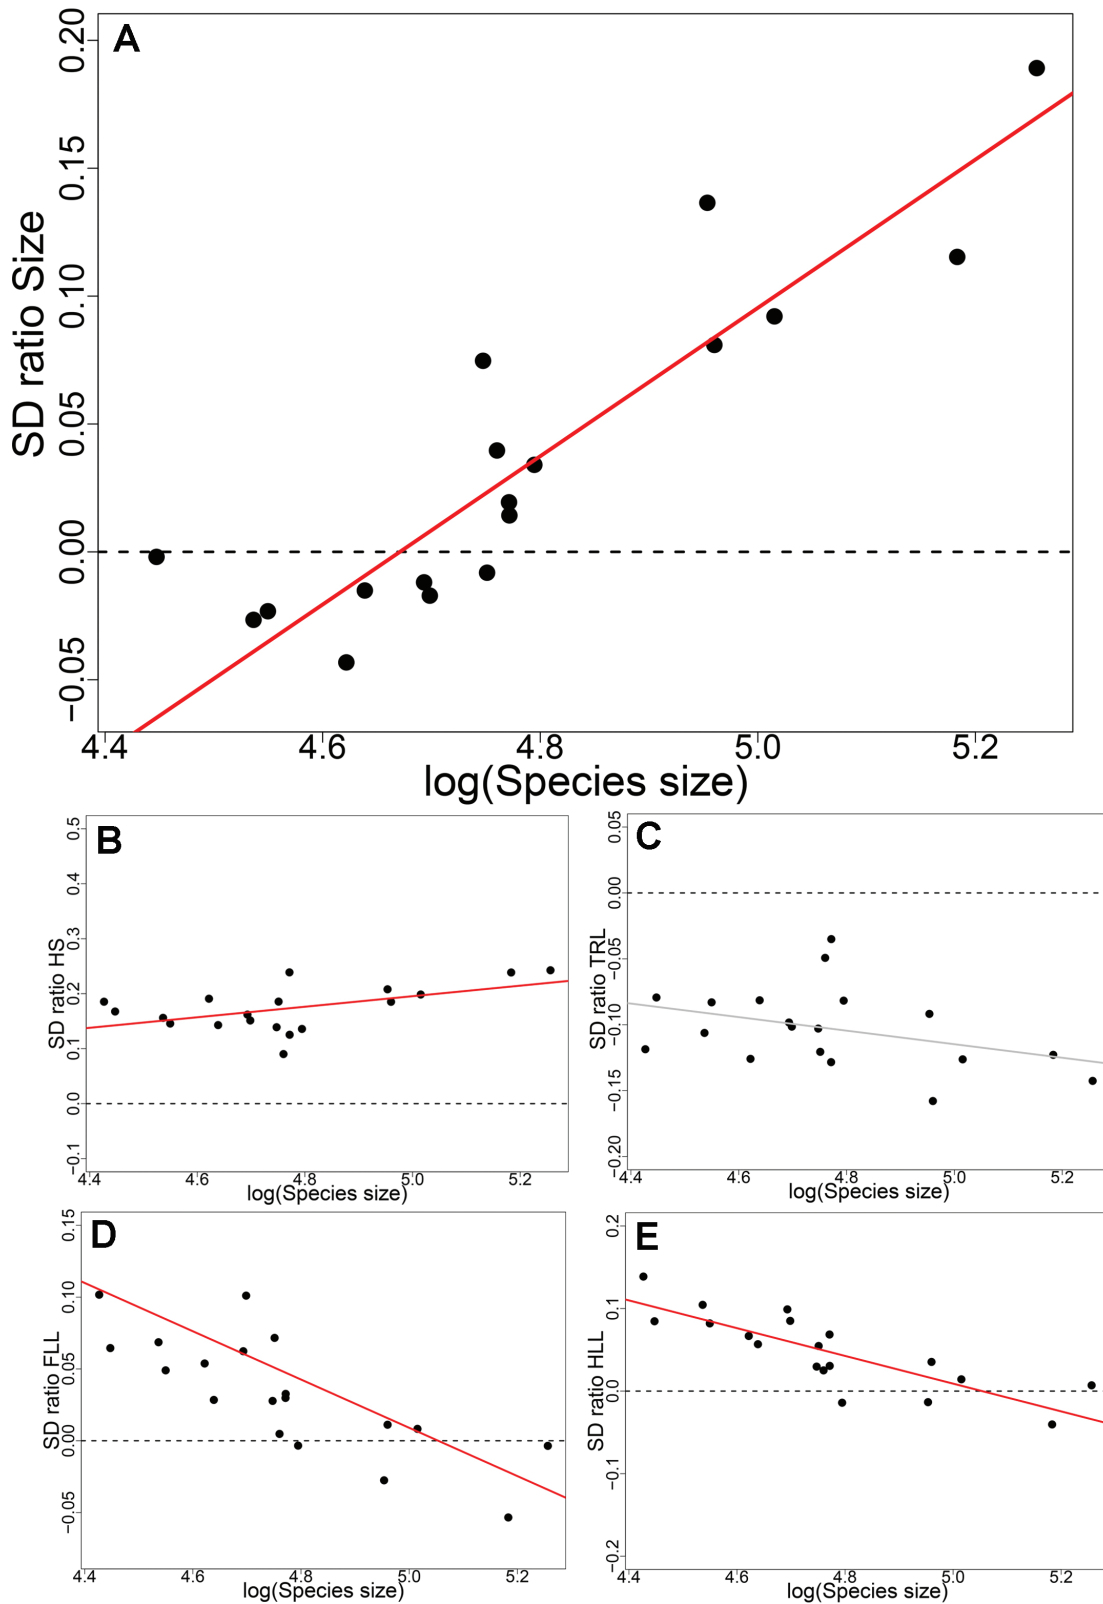 A
SD ratio Size
0.20
0.15
0.10
0.05
0.00
−0.05
4.4 4.6 4.8 5.0 5.2
log(Species size)
B
SD ratio HS
0.5
0.4
0.3
0.2
0.1
0.0
−0.1
4.4 4.6 4.8 5.0 5.2
log(Species size)
C
SD ratio TRL
0.05
0.00
−0.05
−0.10
−0.15
−0.20
4.4 4.6 4.8 5.0 5.2
log(Species size)
D
SD ratio FLL
0.15
0.10
0.05
0.00
−0.05
4.4 4.6 4.8 5.0 5.2
log(Species size)
E
SD ratio HLL
0.2
0.1
0.0
−0.1
−0.2
4.4 4.6 4.8 5.0 5.2
log(Species size)